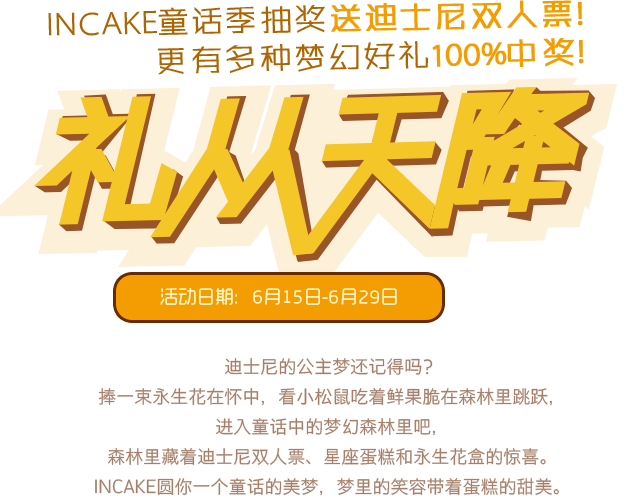 INCAKE童话季抽奖送迪士尼双人票!
更有多种梦幻好礼100%中奖!
礼从天降
活动日期: 6月15日-6月29日
迪士尼的公主梦还记得吗?
捧一束永生花在怀中, 看小松鼠吃着鲜果脆在森林里跳跃,
进入童话中的梦幻森林里吧,
森林里藏着迪士尼双人票、星座蛋糕和永生花盒的惊喜。
INCAKE圆你一个童话的美梦, 梦里的笑容带着蛋糕的甜美。